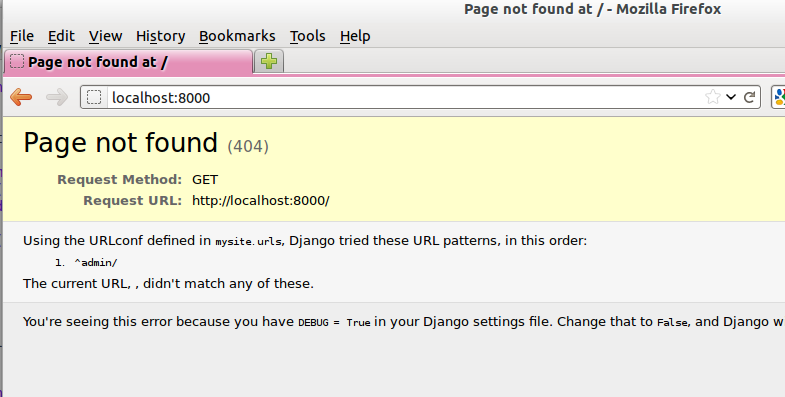 Page not found at / - Mozilla Firefox
File Edit View History Bookmarks Tools Help
Page not found at /
localhost:8000
Page not found (404)
Request Method: GET
Request URL: http://localhost:8000/
Using the URLconf defined in mysite.urls, Django tried these URL patterns, in this order:
1. ^admin/
The current URL, , didn't match any of these.
You're seeing this error because you have DEBUG = True in your Django settings file. Change that to False, and Django